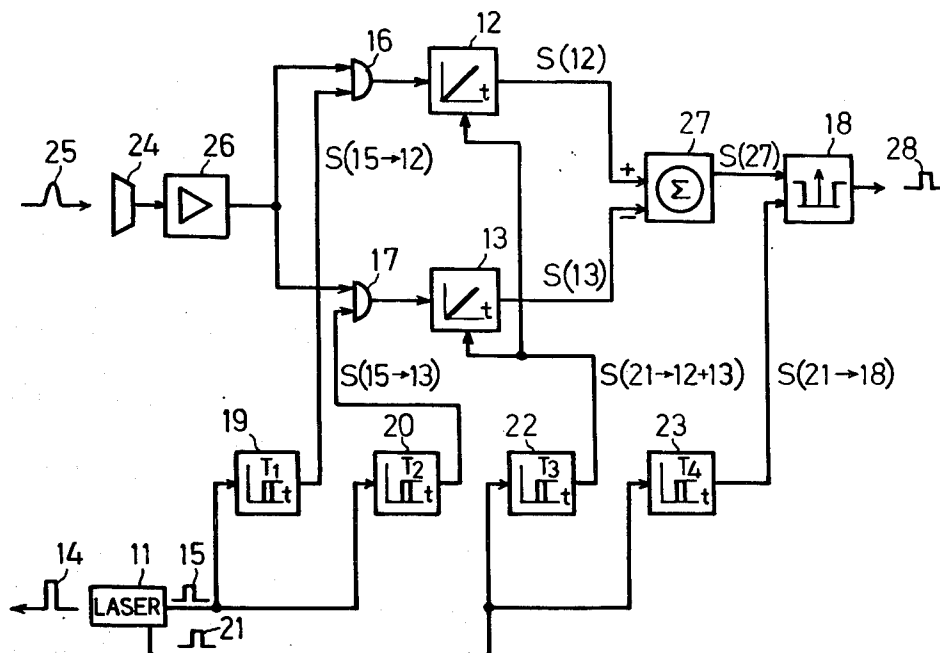 16
12
S(12)
t
25
24
26
S(15→12)
27
18
S(27)
28
+
Σ
−
17
13
S(13)
t
S(15→13)
S(21→12+13)
S(21→18)
19
20
22
23
T1
t
T2
t
T3
t
T4
t
14
11
15
LASER
21